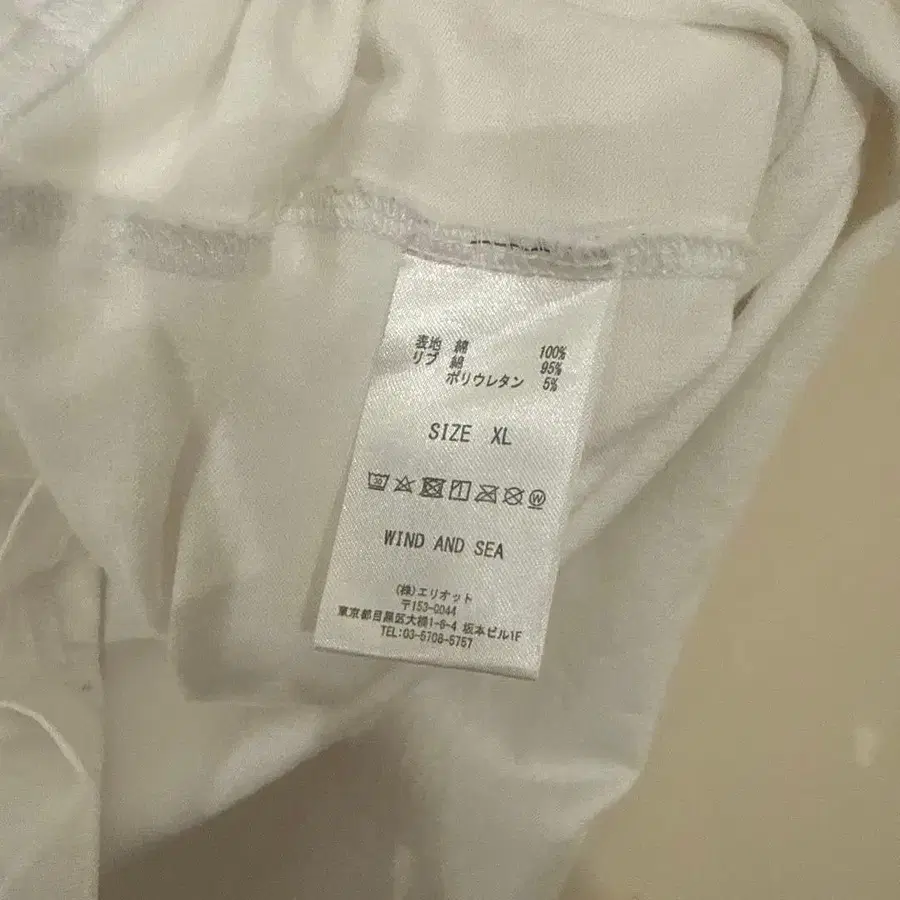 表地 綿 100%
リブ 綿 95%
ポリウレタン 5%
SIZE XL
WIND AND SEA
(株)エリオット
〒153-0044
東京都目黒区大橋1-6-4 坂本ビル1F
TEL:03-5708-5757